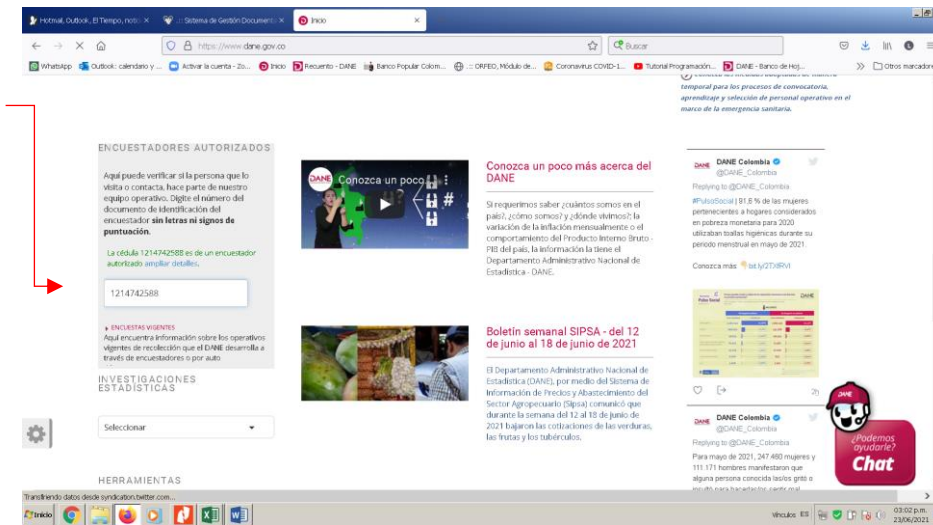 Hotmail, Outlook, El Tiempo, notic
.:: Sistema de Gestión Documento
Inicio
https://www.dane.gov.co
Buscar
WhatsApp
Outlook: calendario y ...
Activar la cuenta - Zo...
Inicio
Recuento - DANE
Banco Popular Colom...
.:: ORFEO, Módulo de...
Coronavirus COVID-1...
Tutorial Programación...
DANE - Banco de Hoj...
Otros marcadores
temporal para los procesos de convocatoria,
aprendizaje y selección de personal operativo en el
marco de la emergencia sanitaria.
ENCUESTADORES AUTORIZADOS
Aquí puede verificar si la persona que lo
visita o contacta, hace parte de nuestro
equipo operativo. Digite el número del
documento de identificación del
encuestador sin letras ni signos de
puntuación.
La cédula 1214742588 es de un encuestador
autorizado ampliar detalles.
1214742588
ENCUESTAS VIGENTES
Aquí encuentra información sobre los operativos
vigentes de recolección que el DANE desarrolla a
través de encuestadores o por auto
INVESTIGACIONES
ESTADÍSTICAS
Seleccionar
HERRAMIENTAS
DANE
Conozca un poco
Conozca un poco más acerca del
DANE
Si requerimos saber ¿cuántos somos en el
país?, ¿cómo somos? y ¿dónde vivimos?; la
variación de la inflación mensualmente o el
comportamiento del Producto Interno Bruto -
PIB del país, la información la tiene el
Departamento Administrativo Nacional de
Estadística - DANE.
Boletín semanal SIPSA - del 12
de junio al 18 de junio de 2021
El Departamento Administrativo Nacional de
Estadística (DANE), por medio del Sistema de
Información de Precios y Abastecimiento del
Sector Agropecuario (Sipsa) comunicó que
durante la semana del 12 al 18 de junio de
2021 bajaron las cotizaciones de las verduras,
las frutas y los tubérculos.
DANE
DANE Colombia
@DANE_Colombia
Replying to @DANE_Colombia
#PulsoSocial | 81,6 % de las mujeres
pertenecientes a hogares considerados
en pobreza monetaria para 2020
utilizaban toallas higiénicas durante su
periodo menstrual en mayo de 2021.
Conozca más: bit.ly/2TXIRVI
Pulso Social
DANE
DANE
DANE Colombia
@DANE_Colombia
Replying to @DANE_Colombia
Para mayo de 2021, 247.460 mujeres y
111.171 hombres manifestaron que
alguna persona conocida las/os gritó o
DANE
¿Podemos
ayudarle?
Chat
Transfiriendo datos desde syndication.twitter.com...
Inicio
Vínculos
ES
03:02 p.m.
23/06/2021